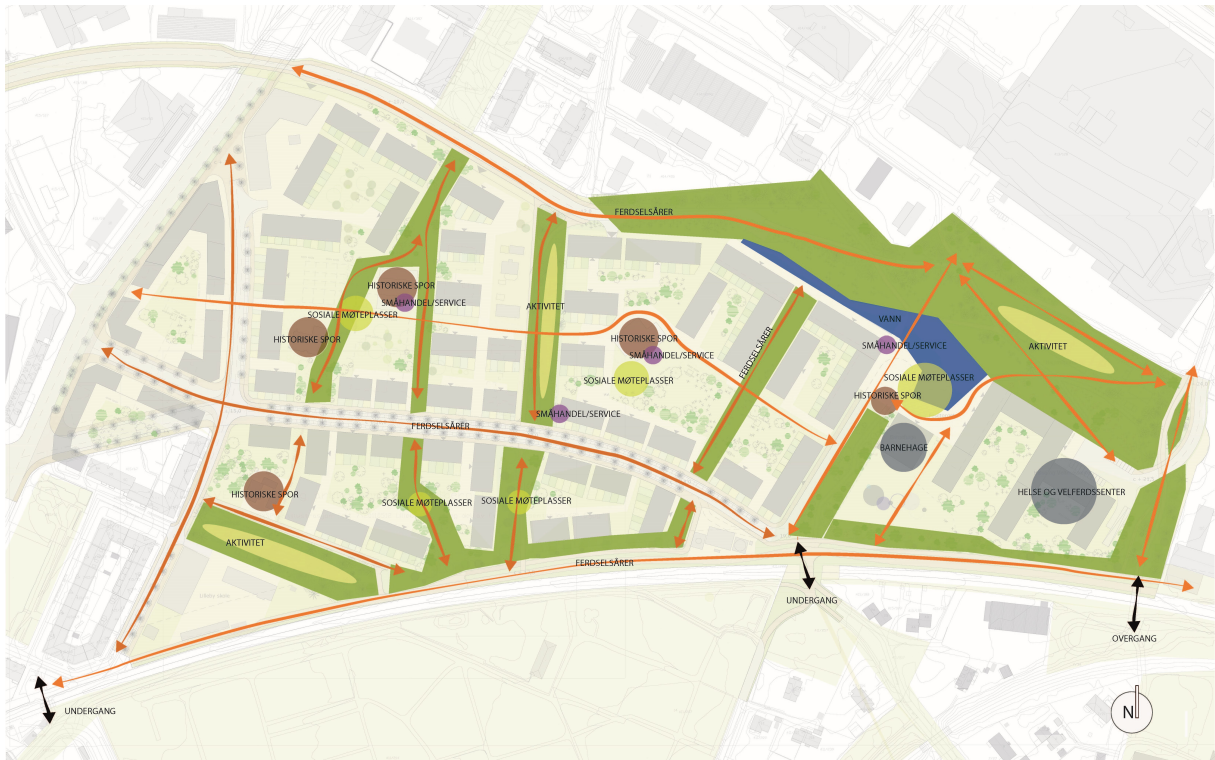 FERDSELSÅRER
HISTORISKE SPOR
SMÅHANDEL/SERVICE
SOSIALE MØTEPLASSER
HISTORISKE SPOR
AKTIVITET
HISTORISKE SPOR
SMÅHANDEL/SERVICE
SOSIALE MØTEPLASSER
SMÅHANDEL/SERVICE
FERDSELSÅRER
VANN
SMÅHANDEL/SERVICE
AKTIVITET
SOSIALE MØTEPLASSER
HISTORISKE SPOR
BARNEHAGE
HELSE OG VELFERDSSENTER
FERDSELSÅRER
HISTORISKE SPOR
SOSIALE MØTEPLASSER
SOSIALE MØTEPLASSER
AKTIVITET
FERDSELSÅRER
UNDERGANG
OVERGANG
UNDERGANG
N